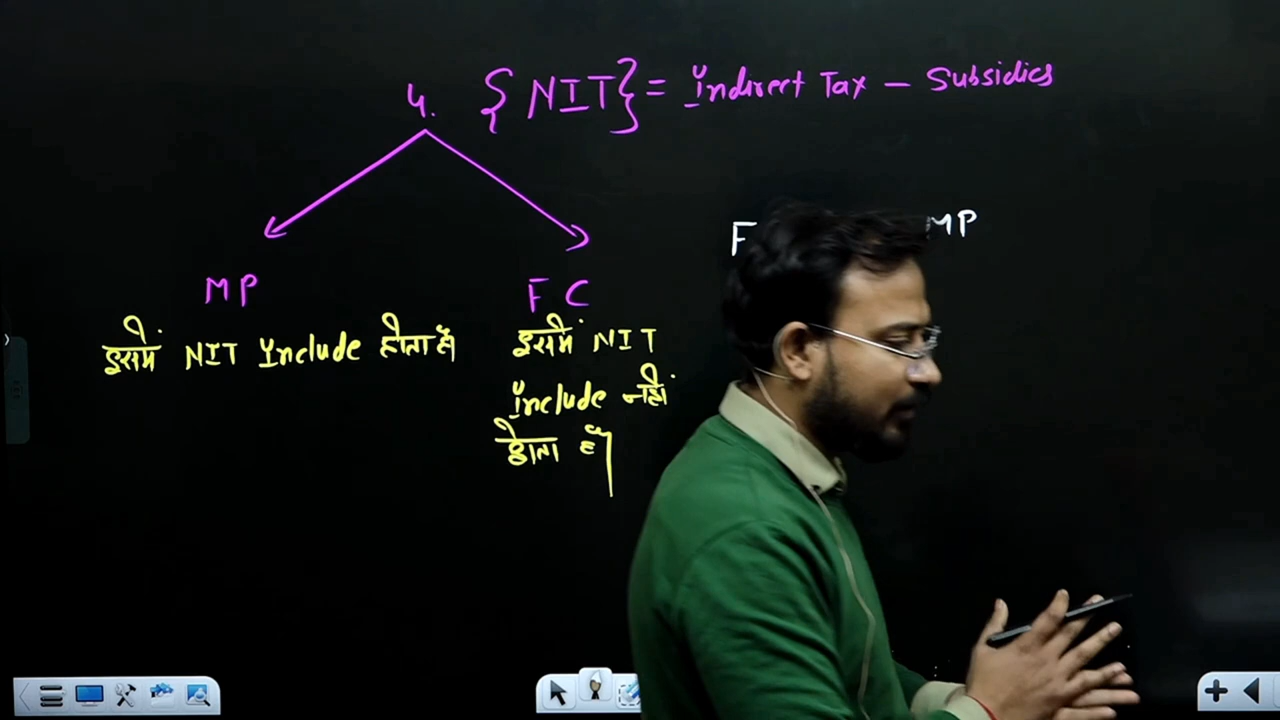 4. {NIT} = Indirect Tax – Subsidies
F MP
MP
FC
इसमें NIT include होता है
इसमें NIT
include नहीं
होता है